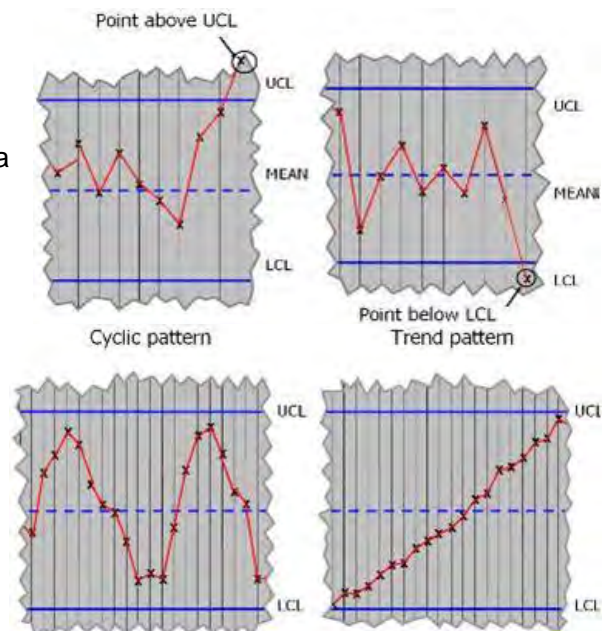 Point above UCL
UCL
a
MEAN
LCL
UCL
MEAN
LCL
Point below LCL
Cyclic pattern
Trend pattern
UCL
LCL
UCL
LCL